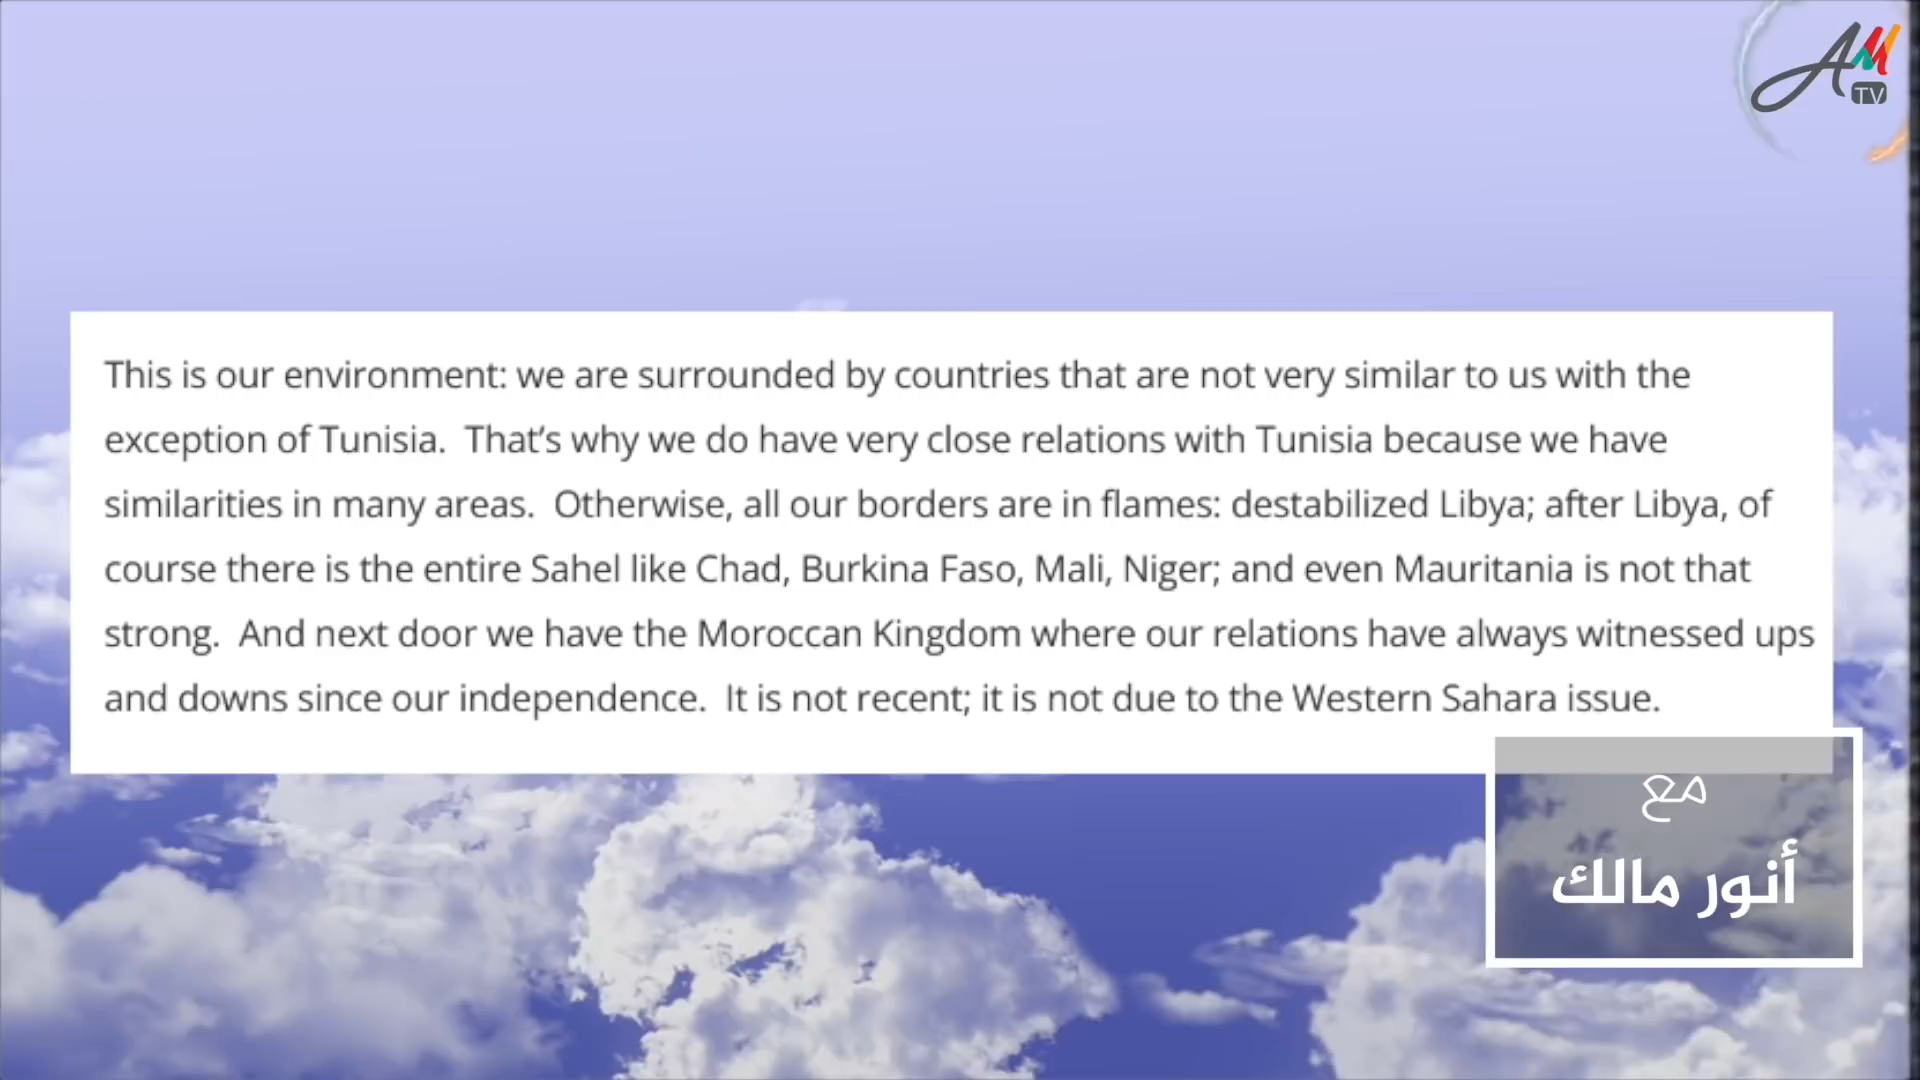 AM
TV
This is our environment: we are surrounded by countries that are not very similar to us with the
exception of Tunisia.  That’s why we do have very close relations with Tunisia because we have
similarities in many areas.  Otherwise, all our borders are in flames: destabilized Libya; after Libya, of
course there is the entire Sahel like Chad, Burkina Faso, Mali, Niger; and even Mauritania is not that
strong.  And next door we have the Moroccan Kingdom where our relations have always witnessed ups
and downs since our independence.  It is not recent; it is not due to the Western Sahara issue.
مع
أنور مالك